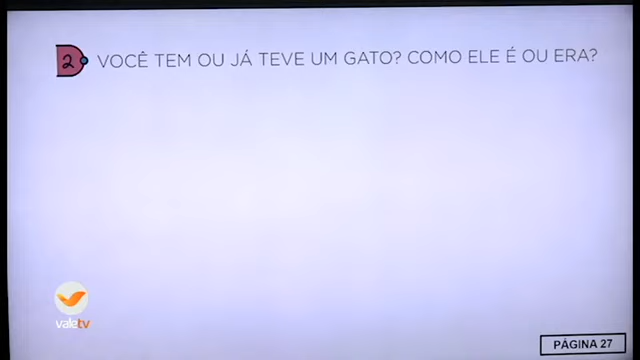 2 VOCÊ TEM OU JÁ TEVE UM GATO? COMO ELE É OU ERA?
valetv
PÁGINA 27